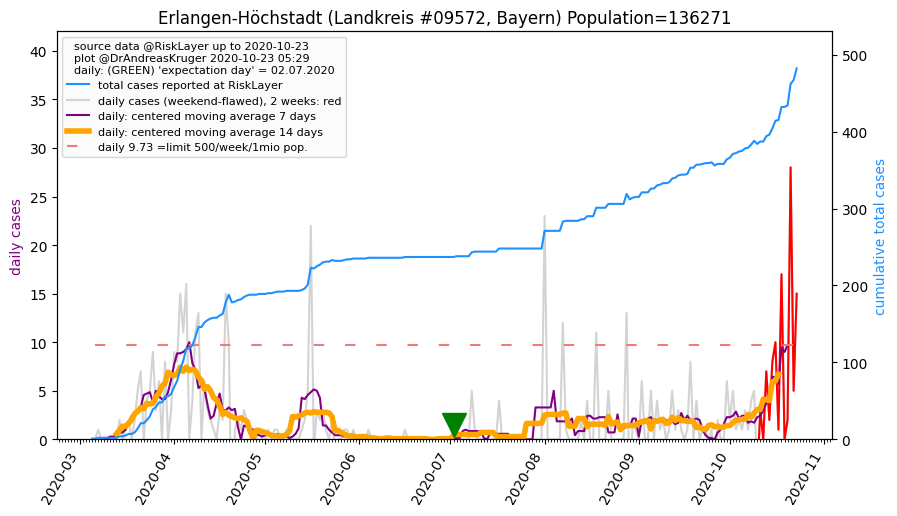 Erlangen-Höchstadt (Landkreis #09572, Bayern) Population=136271
source data @RiskLayer up to 2020-10-23
plot @DrAndreasKruger 2020-10-23 05:29
daily: (GREEN) 'expectation day' = 02.07.2020
total cases reported at RiskLayer
daily cases (weekend-flawed), 2 weeks: red
daily: centered moving average 7 days
daily: centered moving average 14 days
daily 9.73 =limit 500/week/1mio pop.
daily cases
40
35
30
25
20
15
10
5
0
cumulative total cases
500
400
300
200
100
0
2020-03
2020-04
2020-05
2020-06
2020-07
2020-08
2020-09
2020-10
2020-11